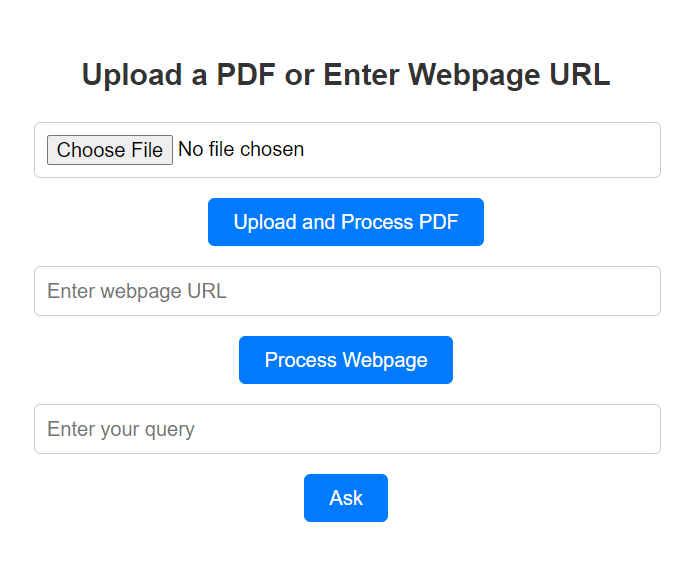 Upload a PDF or Enter Webpage URL
Choose File No file chosen
Upload and Process PDF
Enter webpage URL
Process Webpage
Enter your query
Ask